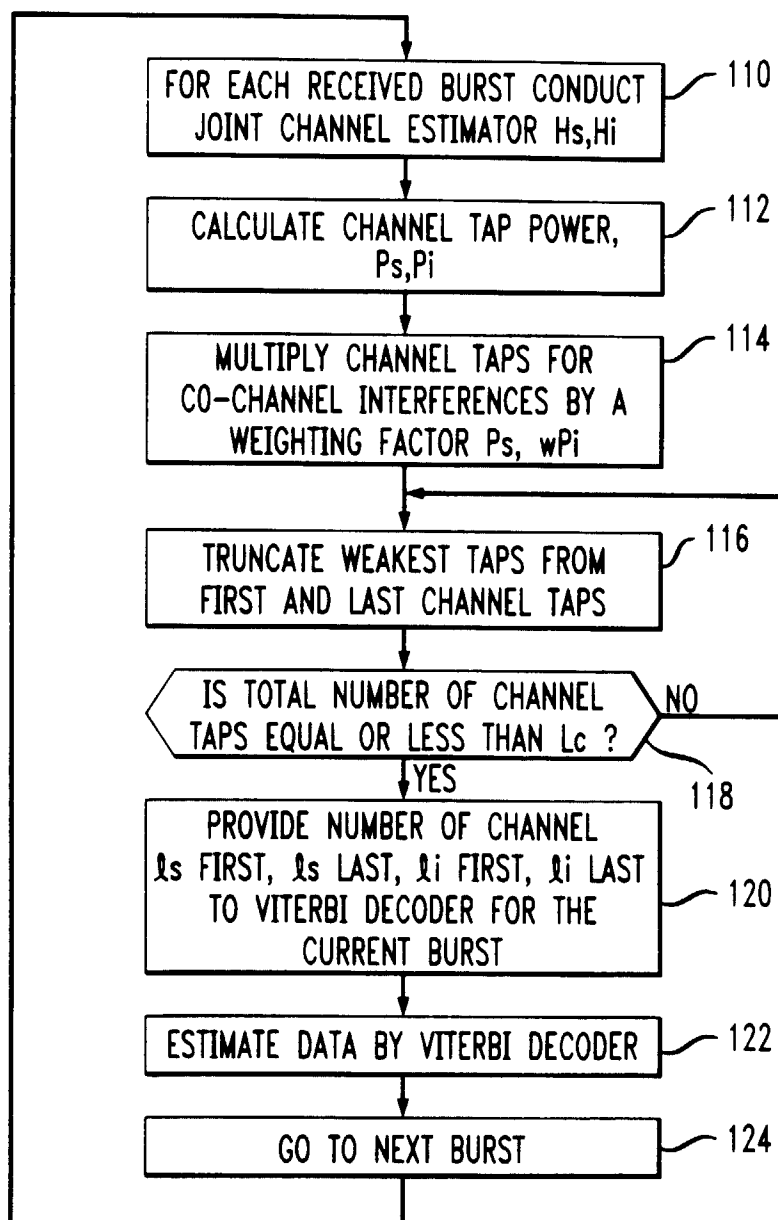 FOR EACH RECEIVED BURST CONDUCT
JOINT CHANNEL ESTIMATOR Hs,Hi
110
CALCULATE CHANNEL TAP POWER,
Ps,Pi
112
MULTIPLY CHANNEL TAPS FOR
CO-CHANNEL INTERFERENCES BY A
WEIGHTING FACTOR Ps, wPi
114
TRUNCATE WEAKEST TAPS FROM
FIRST AND LAST CHANNEL TAPS
116
IS TOTAL NUMBER OF CHANNEL
TAPS EQUAL OR LESS THAN Lc ?
NO
118
YES
PROVIDE NUMBER OF CHANNEL
ℓs FIRST, ℓs LAST, ℓi FIRST, ℓi LAST
TO VITERBI DECODER FOR THE
CURRENT BURST
120
ESTIMATE DATA BY VITERBI DECODER
122
GO TO NEXT BURST
124